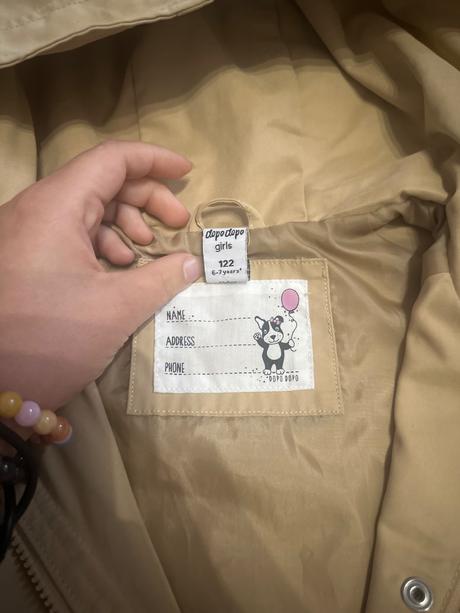 dopo dopo
girls
122
6-7 years*
NAME
ADDRESS
PHONE
DOPO DOPO